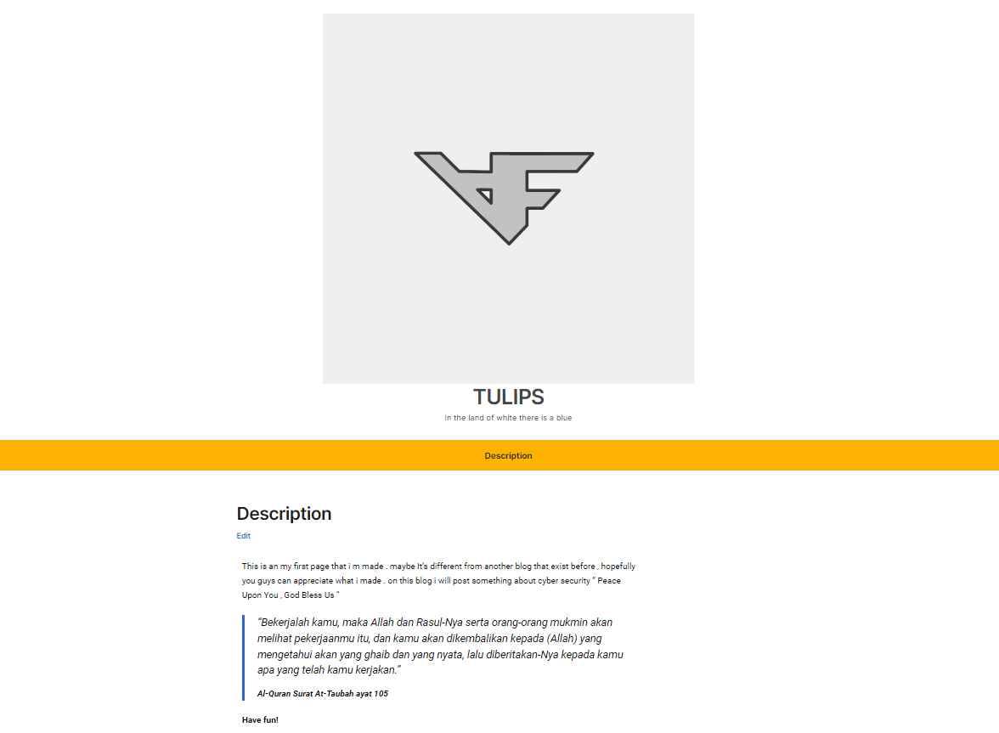 TULIPS
In the land of white there is a blue
Description
Description
Edit
This is an my first page that i m made . maybe It’s different from another blog that exist before , hopefully
you guys can appreciate what i made . on this blog i will post something about cyber security “ Peace
Upon You , God Bless Us “
“Bekerjalah kamu, maka Allah dan Rasul-Nya serta orang-orang mukmin akan
melihat pekerjaanmu itu, dan kamu akan dikembalikan kepada (Allah) yang
mengetahui akan yang ghaib dan yang nyata, lalu diberitakan-Nya kepada kamu
apa yang telah kamu kerjakan.”
Al-Quran Surat At-Taubah ayat 105
Have fun!